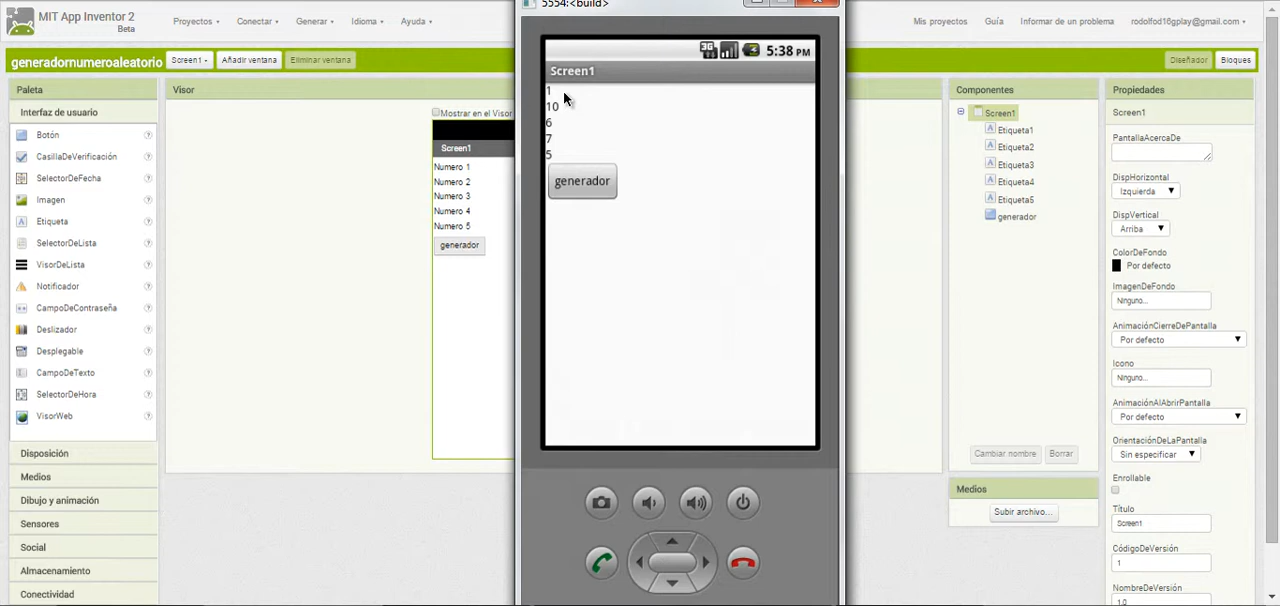 MIT App Inventor 2
Beta
Proyectos
Conectar
Generar
Idioma
Ayuda
Mis proyectos
Guía
Informar de un problema
rodolfod16gplay@gmail.com
generadornumeroaleatorio
Screen1
Añadir ventana
Eliminar ventana
Diseñador
Bloques
Paleta
Interfaz de usuario
Botón
CasillaDeVerificación
SelectorDeFecha
Imagen
Etiqueta
SelectorDeLista
VisorDeLista
Notificador
CampoDeContraseña
Deslizador
Desplegable
CampoDeTexto
SelectorDeHora
VisorWeb
Disposición
Medios
Dibujo y animación
Sensores
Social
Almacenamiento
Conectividad
Visor
Mostrar en el Visor
Screen1
Numero 1
Numero 2
Numero 3
Numero 4
Numero 5
generador
5554:<build>
3G
5:38 PM
Screen1
1
10
6
7
5
generador
Componentes
Screen1
Etiqueta1
Etiqueta2
Etiqueta3
Etiqueta4
Etiqueta5
generador
Cambiar nombre
Borrar
Medios
Subir archivo...
Propiedades
Screen1
PantallaAcercaDe
DispHorizontal
Izquierda
DispVertical
Arriba
ColorDeFondo
Por defecto
ImagenDeFondo
Ninguno...
AnimaciónCierreDePantalla
Por defecto
Icono
Ninguno...
AnimaciónAlAbrirPantalla
Por defecto
OrientaciónDeLaPantalla
Sin especificar
Enrollable
Título
Screen1
CódigoDeVersión
1
NombreDeVersión
1.0